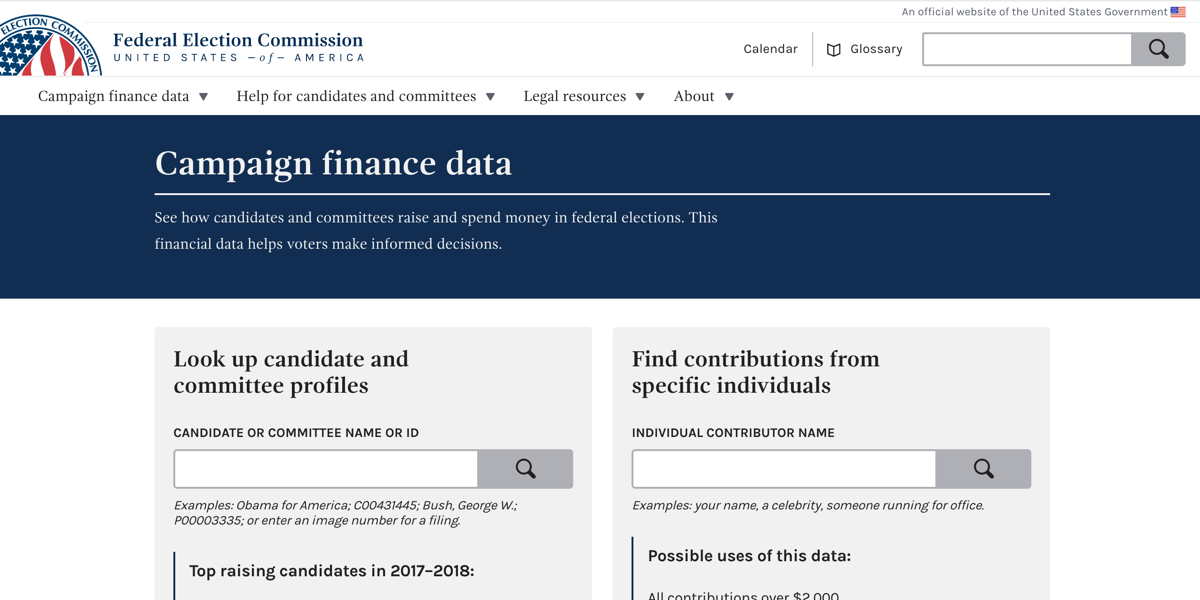 An official website of the United States Government
ELECTION COMMISSION
Federal Election Commission
UNITED STATES —of— AMERICA
Calendar
Glossary
Campaign finance data
Help for candidates and committees
Legal resources
About
Campaign finance data
See how candidates and committees raise and spend money in federal elections. This
financial data helps voters make informed decisions.
Look up candidate and
committee profiles
CANDIDATE OR COMMITTEE NAME OR ID
Examples: Obama for America; C00431445; Bush, George W.;
P00003335; or enter an image number for a filing.
Top raising candidates in 2017–2018:
Find contributions from
specific individuals
INDIVIDUAL CONTRIBUTOR NAME
Examples: your name, a celebrity, someone running for office.
Possible uses of this data:
All contributions over $2,000